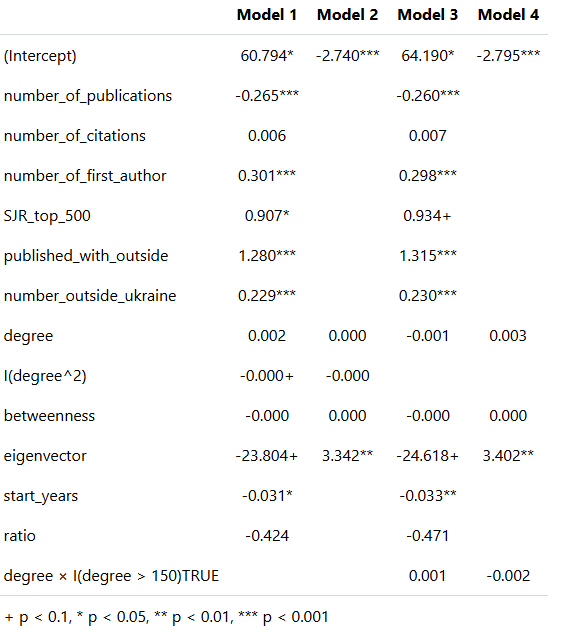 Model 1 Model 2 Model 3 Model 4
(Intercept) 60.794* -2.740*** 64.190* -2.795***
number_of_publications -0.265*** -0.260***
number_of_citations 0.006 0.007
number_of_first_author 0.301*** 0.298***
SJR_top_500 0.907* 0.934+
published_with_outside 1.280*** 1.315***
number_outside_ukraine 0.229*** 0.230***
degree 0.002 0.000 -0.001 0.003
I(degree^2) -0.000+ -0.000
betweenness -0.000 0.000 -0.000 0.000
eigenvector -23.804+ 3.342** -24.618+ 3.402**
start_years -0.031* -0.033**
ratio -0.424 -0.471
degree × I(degree > 150)TRUE 0.001 -0.002
+ p < 0.1, * p < 0.05, ** p < 0.01, *** p < 0.001